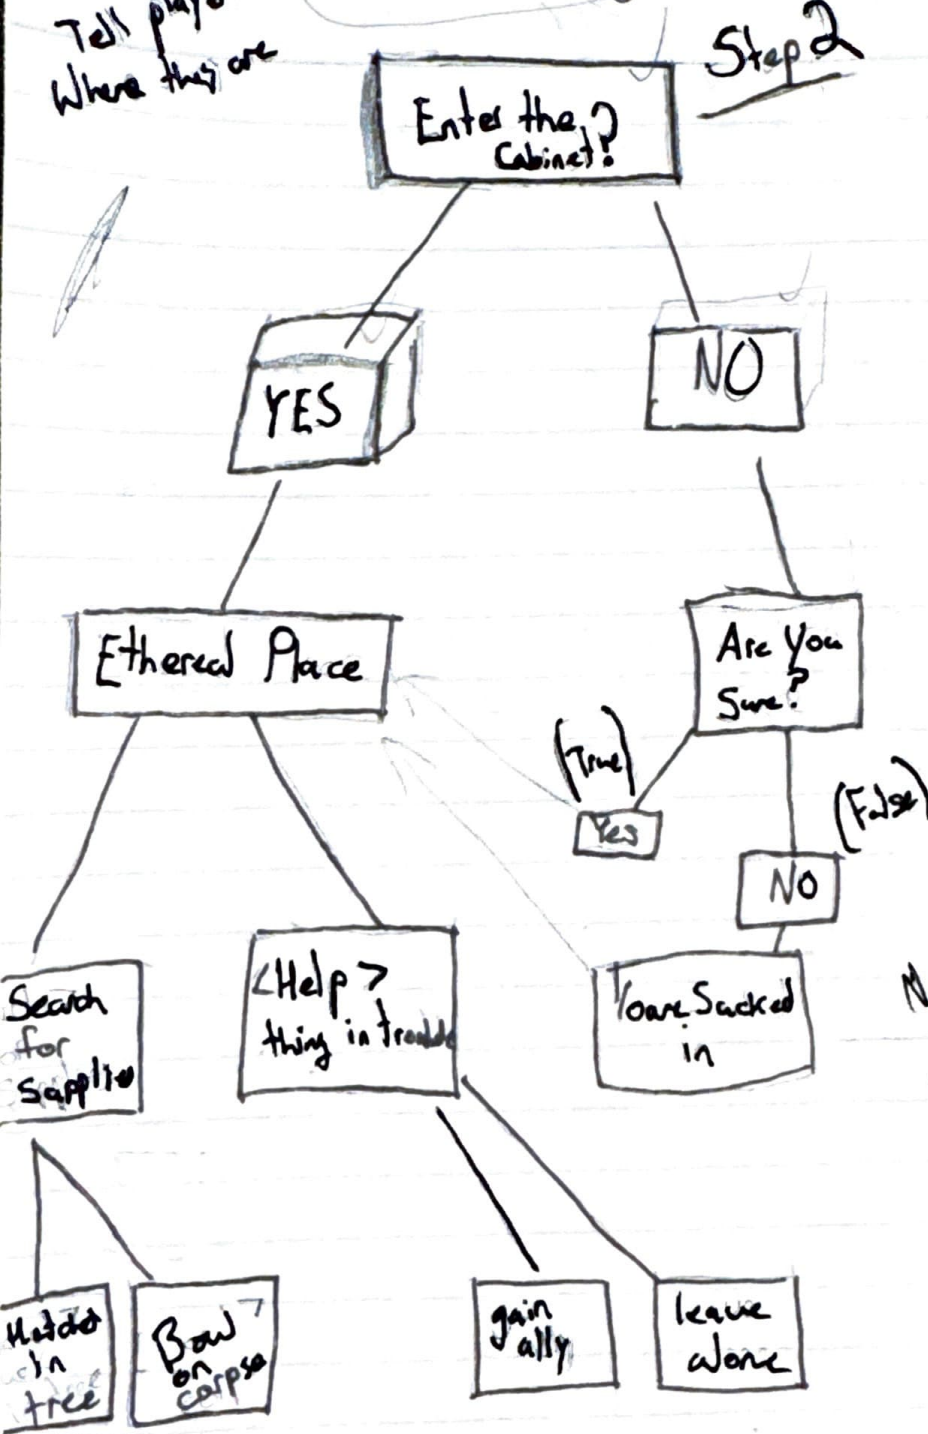 Tell
Where they are
Step 2
Enter the
Cabinet?
YES
NO
Ethereal Place
Are You
Sure?
(True)
Yes
(False)
NO
Search
for
Supplies
<Help>
thing in trouble
You are Sucked
in
Hatchet
in
tree
Bow
on
corpse
gain
ally
leave
alone